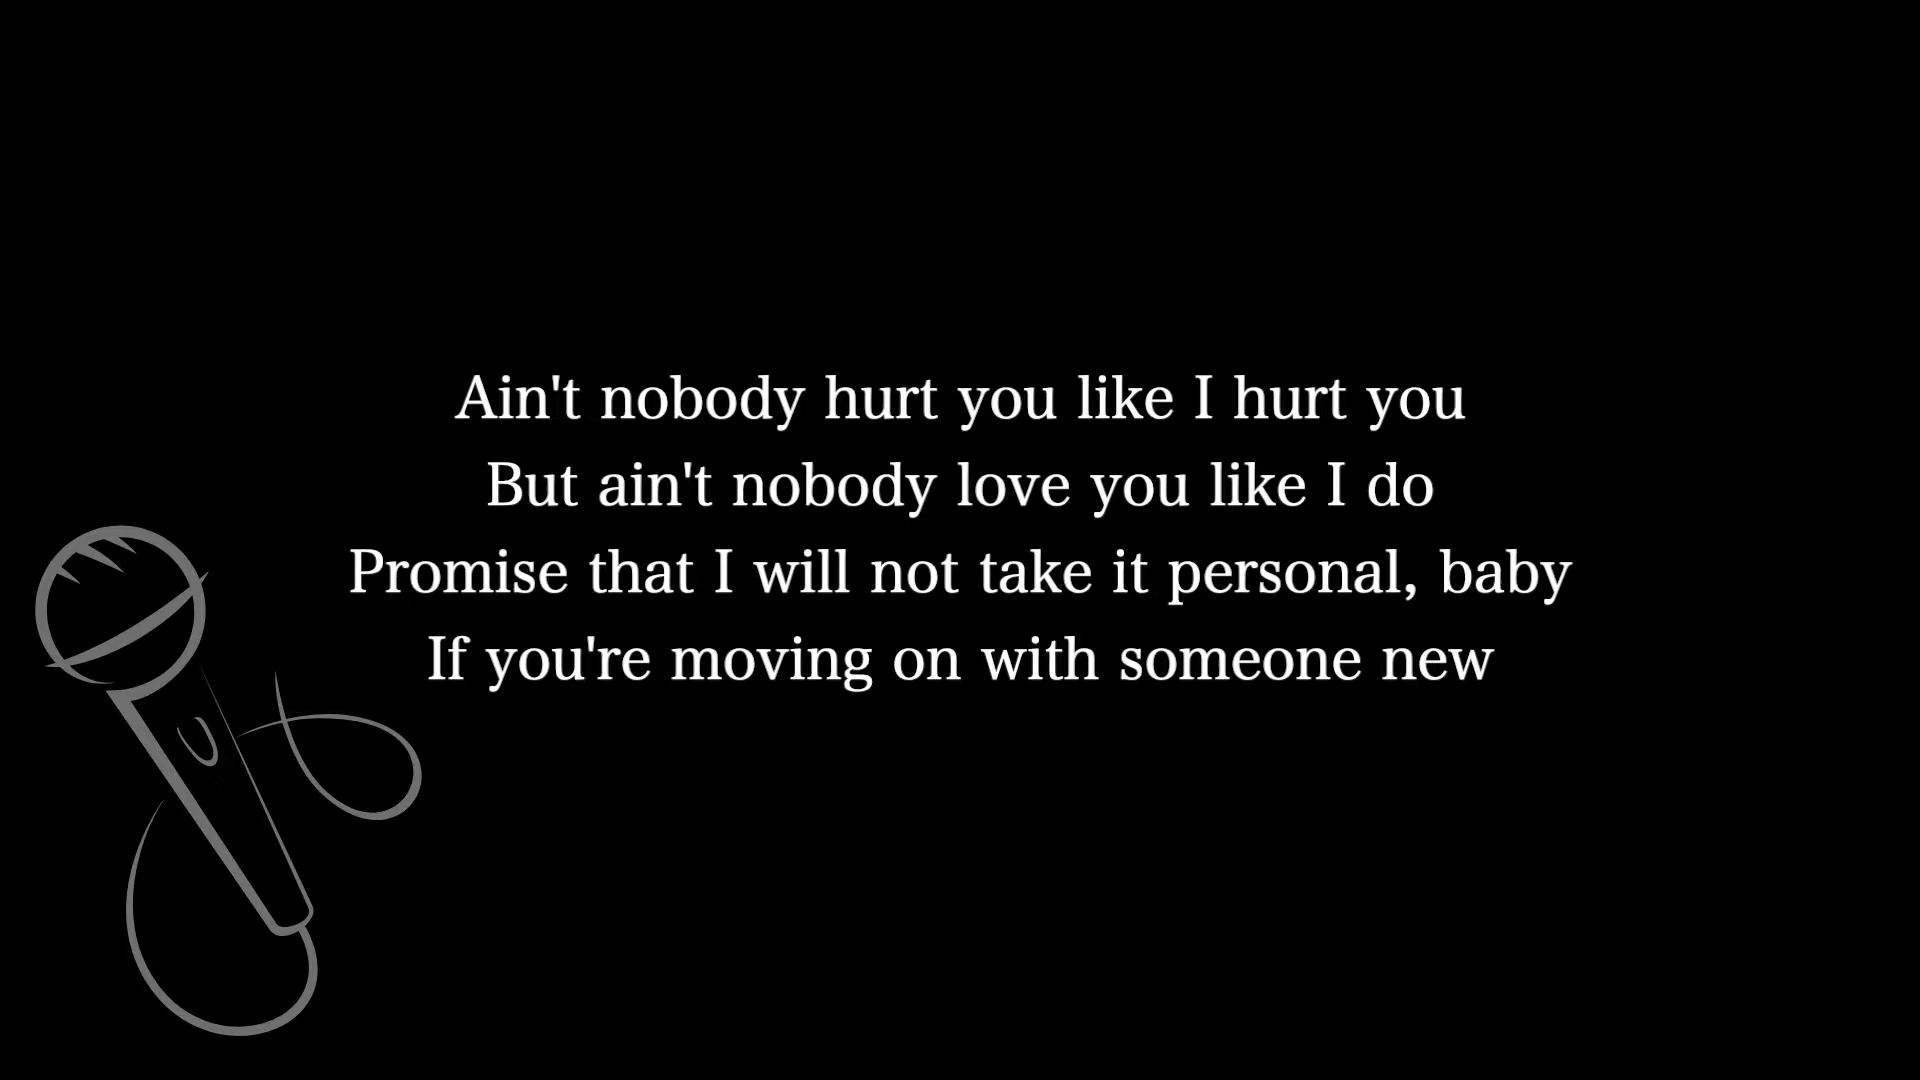 Ain't nobody hurt you like I hurt you
But ain't nobody love you like I do
Promise that I will not take it personal, baby
If you're moving on with someone new